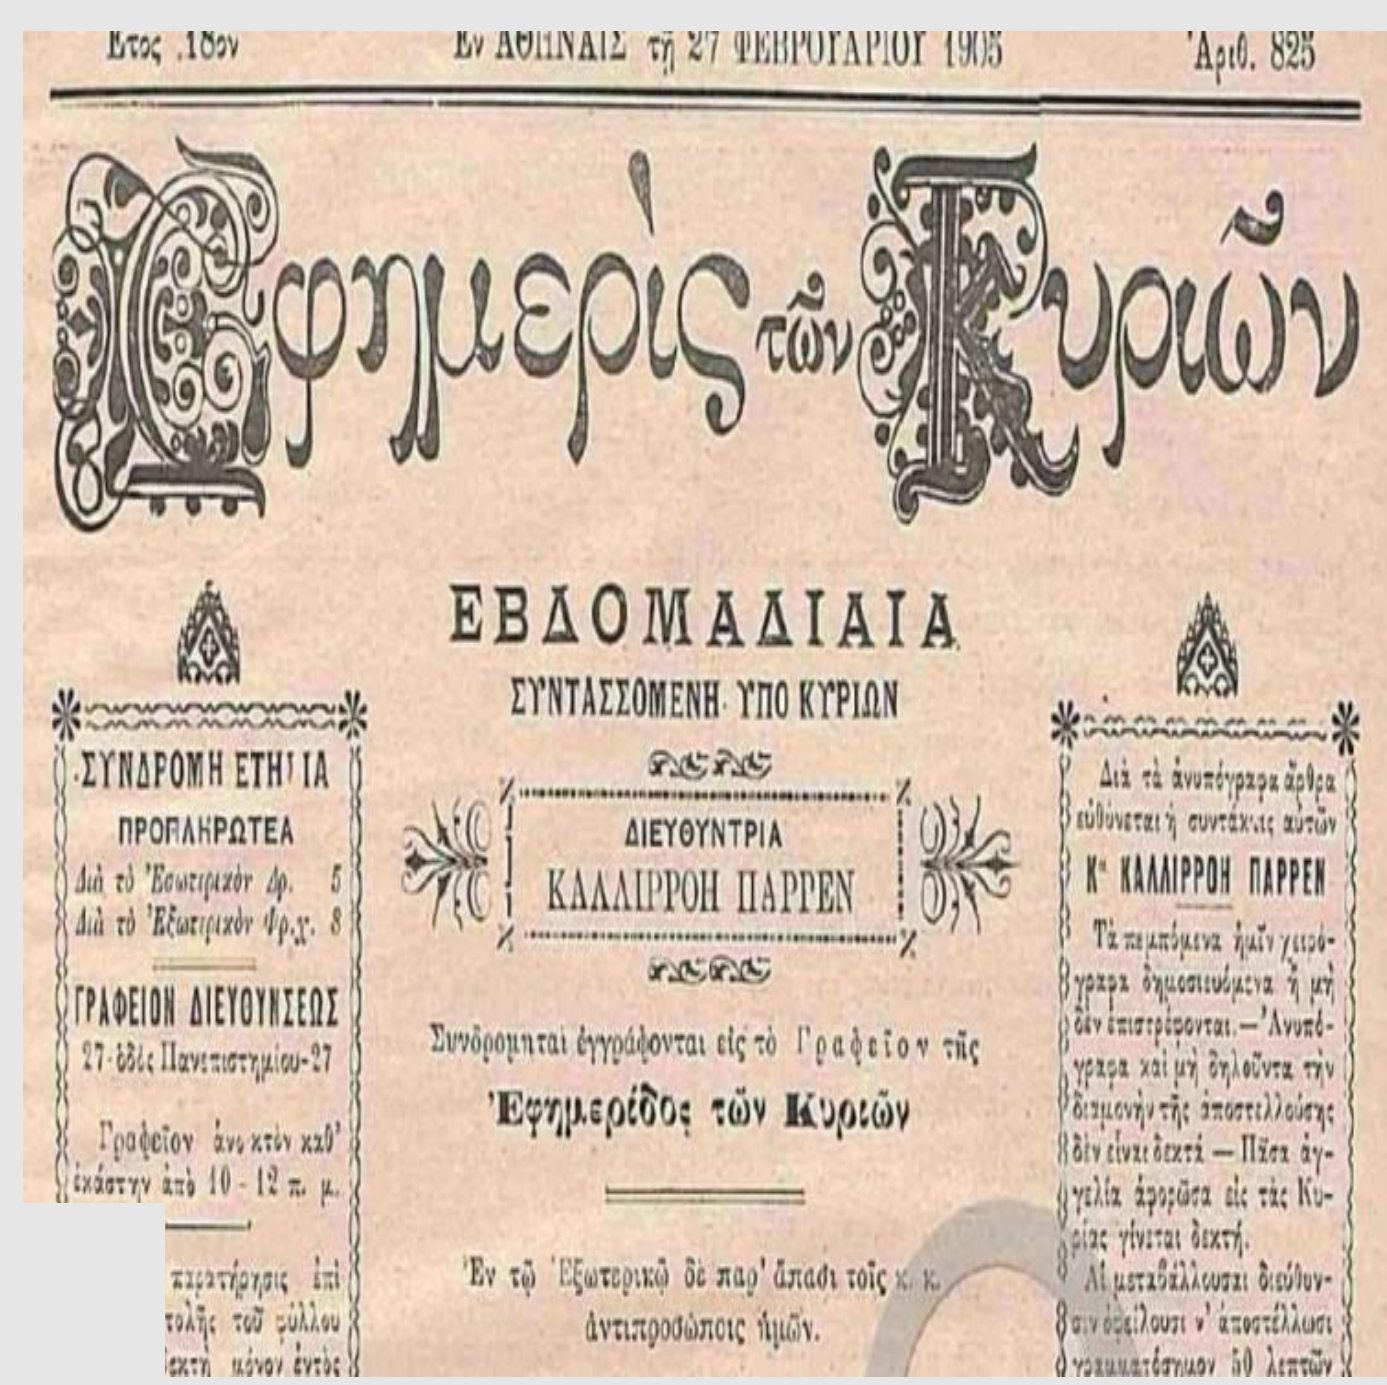 Ἔτος 18ον Ἐν ΑΘΗΝΑΙΣ τῇ 27 ΦΕΒΡΟΥΑΡΙΟΥ 1905 Ἀριθ. 825
Ἐφημερὶς τῶν Κυριῶν
ΕΒΔΟΜΑΔΙΑΙΑ
ΣΥΝΤΑΣΣΟΜΕΝΗ ΥΠΟ ΚΥΡΙΩΝ
ΔΙΕΥΘΥΝΤΡΙΑ
ΚΑΛΛΙΡΡΟΗ ΠΑΡΡΕΝ
Συνδρομηταὶ ἐγγράφονται εἰς τὸ Γραφεῖον τῆς
Ἐφημερίδος τῶν Κυριῶν
Ἐν τῷ Ἐξωτερικῷ δὲ παρ' ἅπασι τοῖς κ. κ.
ἀντιπροσώποις ἡμῶν.
ΣΥΝΔΡΟΜΗ ΕΤΗΣΙΑ
ΠΡΟΠΛΗΡΩΤΕΑ
Διὰ τὸ Ἐσωτερικὸν Δρ. 5
Διὰ τὸ Ἐξωτερικὸν Φρ.χ. 8
ΓΡΑΦΕΙΟΝ ΔΙΕΥΘΥΝΣΕΩΣ
27-ὁδὸς Πανεπιστημίου-27
Γραφεῖον ἀνοικτὸν καθ'
ἑκάστην ἀπὸ 10 - 12 π. μ.
παρατήρησις ἐπὶ
τολῆς τοῦ φύλλου
δεκτὴ μόνον ἐντὸς
Διὰ τὰ ἀνυπόγραφα ἄρθρα
εὐθύνεται ἡ συντάκτις αὐτῶν
Κα ΚΑΛΛΙΡΡΟΗ ΠΑΡΡΕΝ
Τὰ πεμπόμενα ἡμῖν χειρό-
γραφα δημοσιευόμενα ἢ μὴ
δὲν ἐπιστρέφονται.—Ἀνυπό-
γραφα καὶ μὴ δηλοῦντα τὴν
διαμονὴν τῆς ἀποστελλούσης
δὲν εἶναι δεκτά — Πᾶσα ἀγ-
γελία ἀφορῶσα εἰς τὰς Κυ-
ρίας γίνεται δεκτή.
Αἱ μεταβάλλουσαι διεύθυν-
σιν ὀφείλουσι ν' ἀποστέλλωσι
γραμματόσημον 50 λεπτῶν